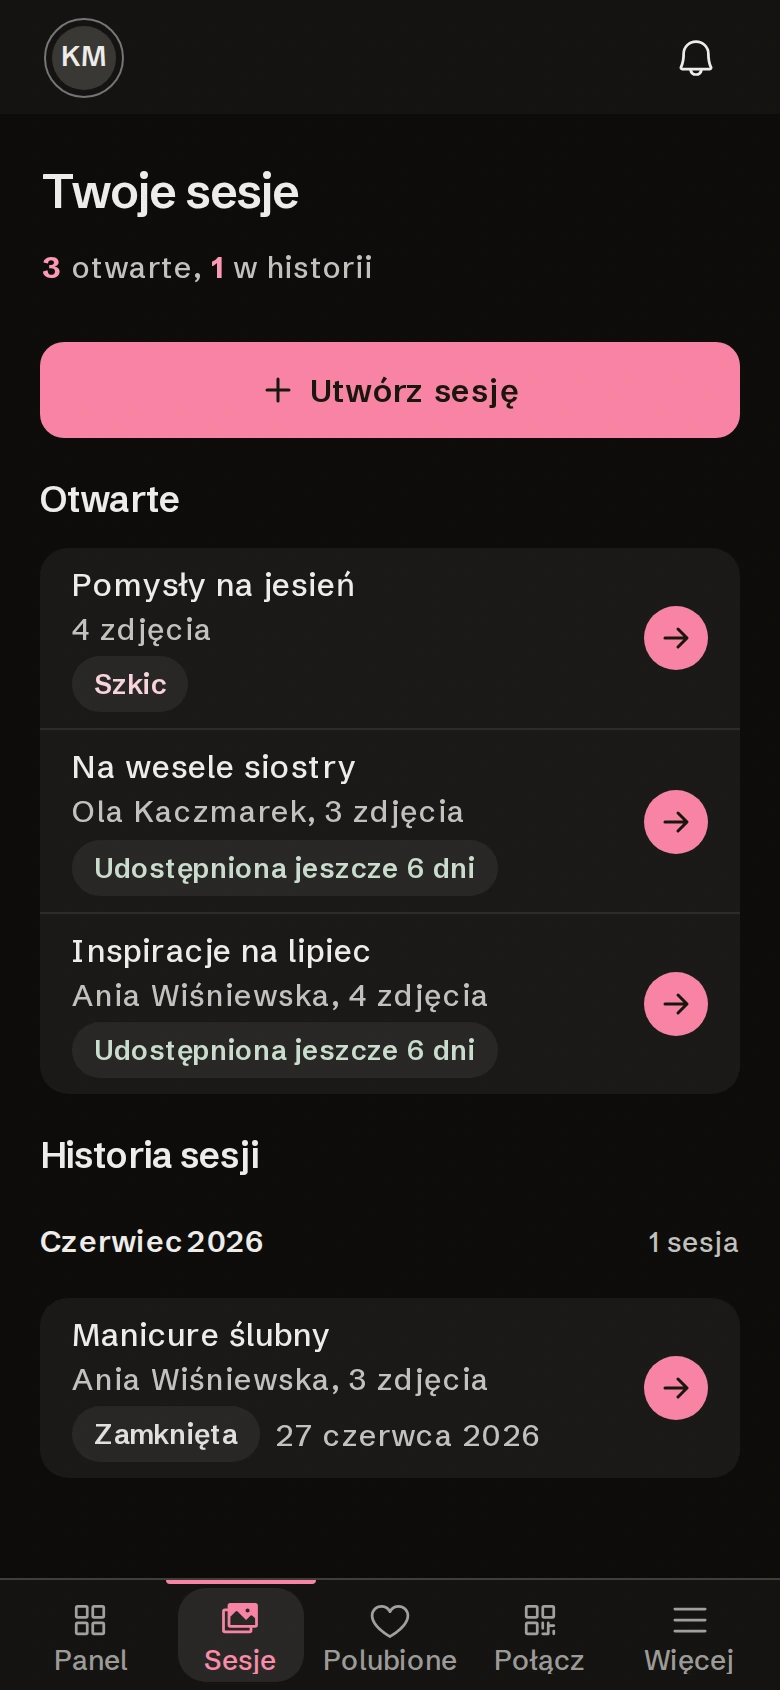 KM
Twoje sesje
3 otwarte, 1 w historii
Utwórz sesję
Otwarte
Pomysły na jesień
4 zdjęcia
Szkic
Na wesele siostry
Ola Kaczmarek, 3 zdjęcia
Udostępniona jeszcze 6 dni
Inspiracje na lipiec
Ania Wiśniewska, 4 zdjęcia
Udostępniona jeszcze 6 dni
Historia sesji
Czerwiec 2026 1 sesja
Manicure ślubny
Ania Wiśniewska, 3 zdjęcia
Zamknięta 27 czerwca 2026
Panel Sesje Polubione Połącz Więcej